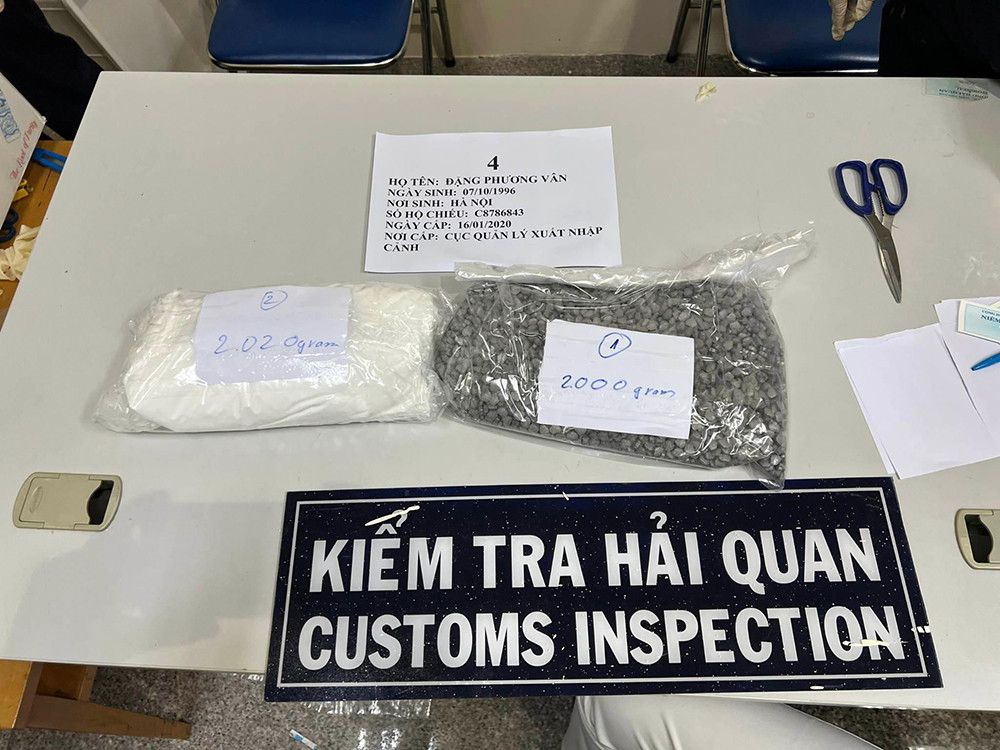 4
HỌ TÊN: ĐẶNG PHƯƠNG VÂN
NGÀY SINH: 07/10/1996
NƠI SINH: HÀ NỘI
SỐ HỘ CHIẾU: C8786843
NGÀY CẤP: 16/01/2020
NƠI CẤP: CỤC QUẢN LÝ XUẤT NHẬP
CẢNH
2
2.020gram
1
2000 gram
KIỂM TRA HẢI QUAN
CUSTOMS INSPECTION